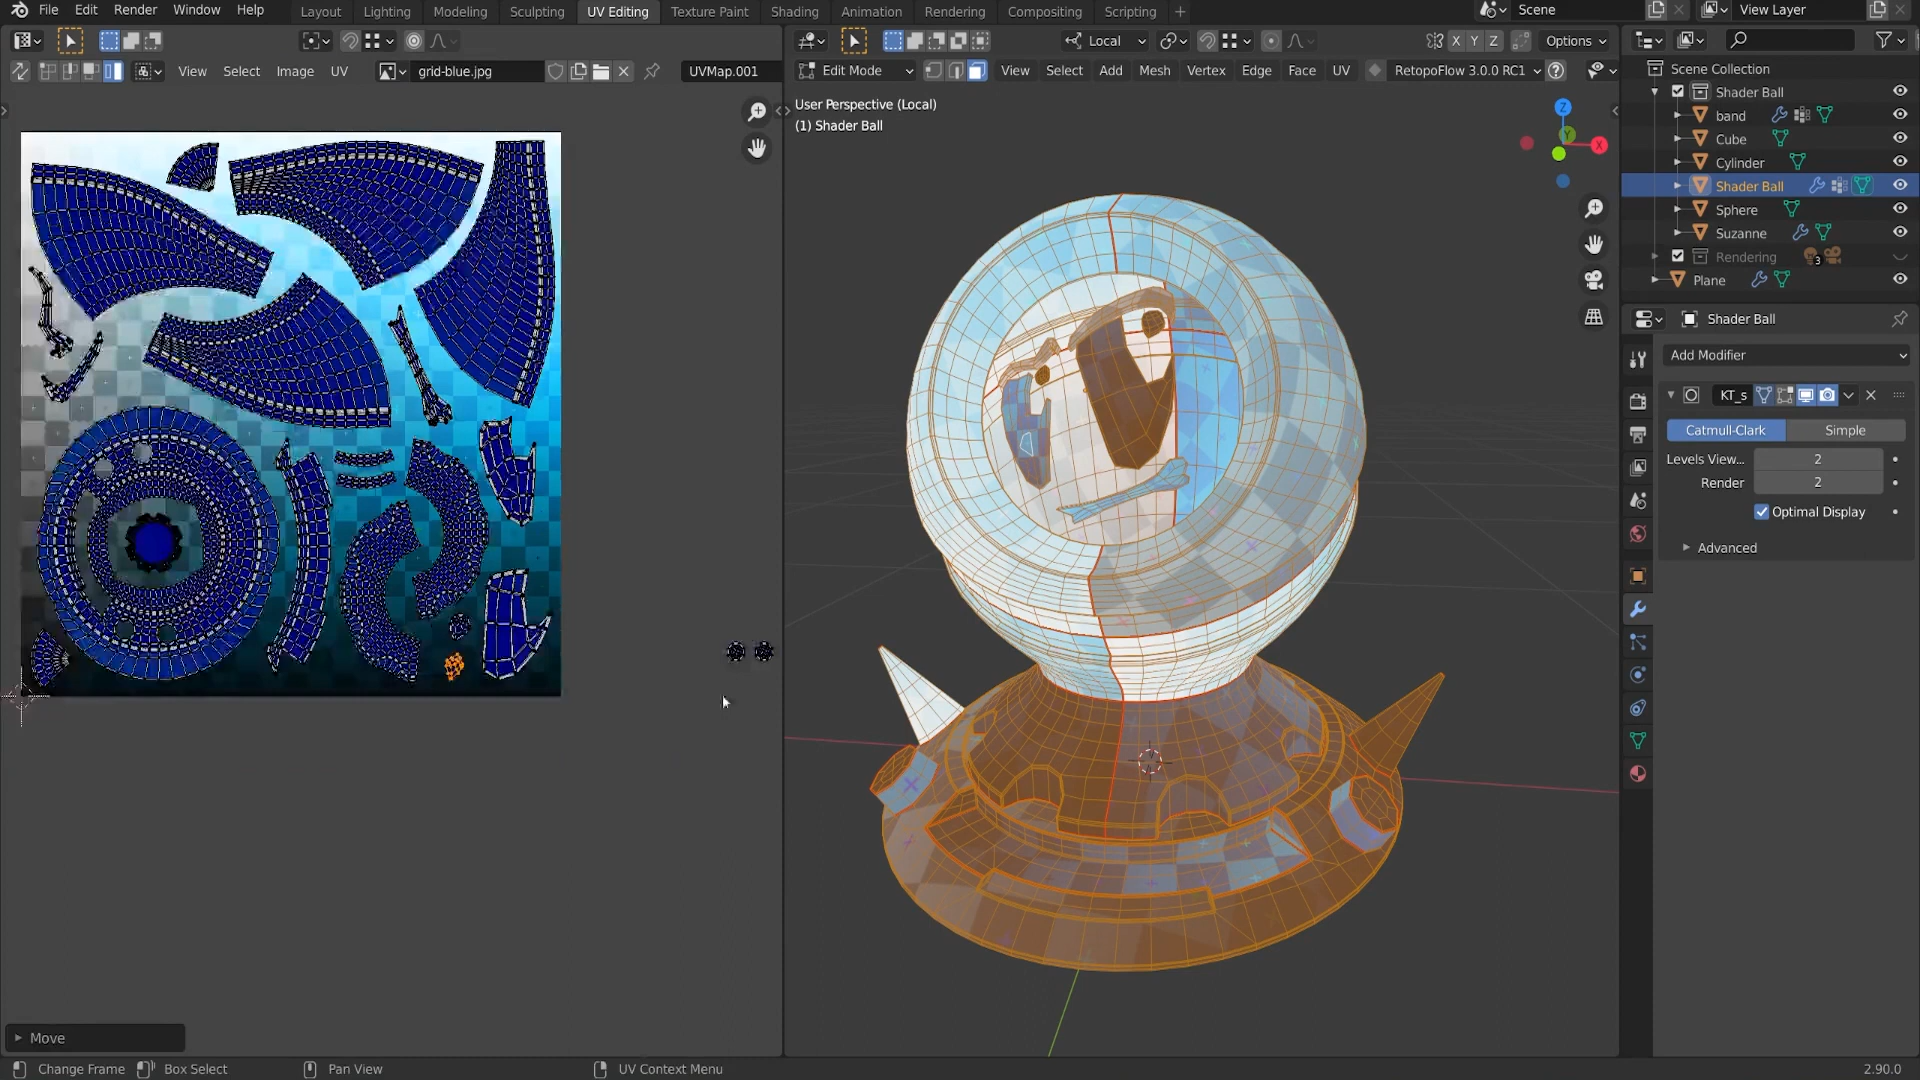 File Edit Render Window Help Layout Lighting Modeling Sculpting UV Editing Texture Paint Shading Animation Rendering Compositing Scripting + Scene View Layer
Local X Y Z Options
View Select Image UV grid-blue.jpg UVMap.001 Edit Mode View Select Add Mesh Vertex Edge Face UV RetopoFlow 3.0.0 RC1
Scene Collection
Shader Ball
User Perspective (Local)
(1) Shader Ball
band
Cube
Cylinder
Shader Ball
Sphere
Suzanne
Rendering 3
Plane
Z
Y
X
Shader Ball
Add Modifier
KT_s
Catmull-Clark Simple
Levels View... 2
Render 2
Optimal Display
Advanced
Move
Change Frame Box Select Pan View UV Context Menu 2.90.0